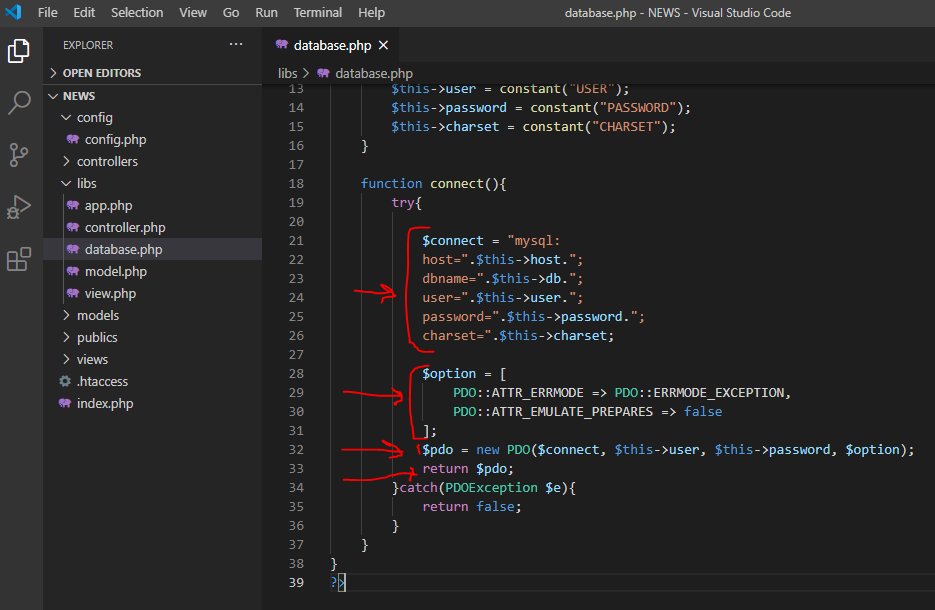 File Edit Selection View Go Run Terminal Help database.php - NEWS - Visual Studio Code
EXPLORER ...
OPEN EDITORS
NEWS
config
config.php
controllers
libs
app.php
controller.php
database.php
model.php
view.php
models
publics
views
.htaccess
index.php
database.php
libs > database.php
13 $this->user = constant("USER");
14 $this->password = constant("PASSWORD");
15 $this->charset = constant("CHARSET");
16 }
17
18 function connect(){
19 try{
20
21 $connect = "mysql:
22 host=".$this->host.";
23 dbname=".$this->db.";
24 user=".$this->user.";
25 password=".$this->password.";
26 charset=".$this->charset;
27
28 $option = [
29 PDO::ATTR_ERRMODE => PDO::ERRMODE_EXCEPTION,
30 PDO::ATTR_EMULATE_PREPARES => false
31 ];
32 $pdo = new PDO($connect, $this->user, $this->password, $option);
33 return $pdo;
34 }catch(PDOException $e){
35 return false;
36 }
37 }
38 }
39 ?>